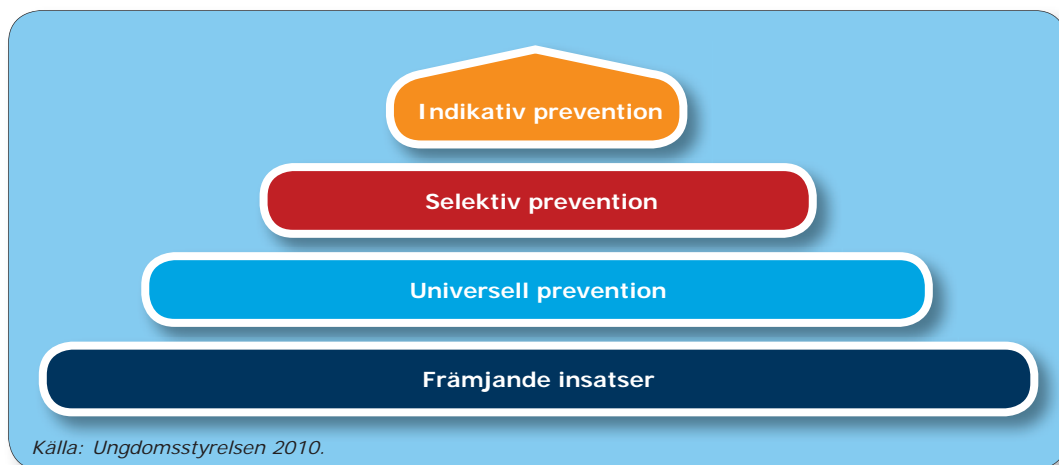 Indikativ prevention
Selektiv prevention
Universell prevention
Främjande insatser
Källa: Ungdomsstyrelsen 2010.